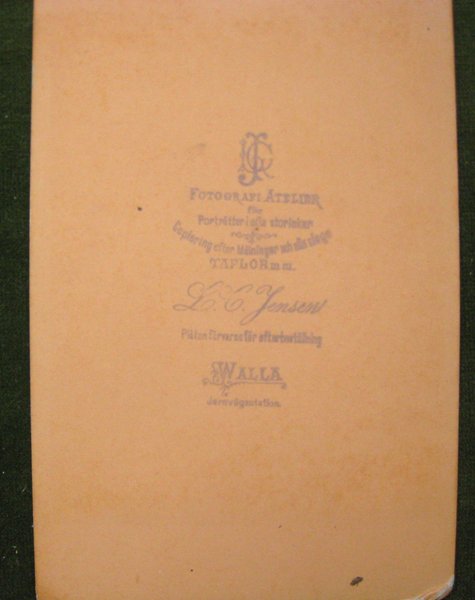 FOTOGRAFI ATELIER
för
Porträtter i alla storlekar
Copiering efter Målningar och alla slags
TAFLOR m.m.
L. C. Jensen
Plåten förvaras för efterbeställning
WALLA
Jernvägsstation.